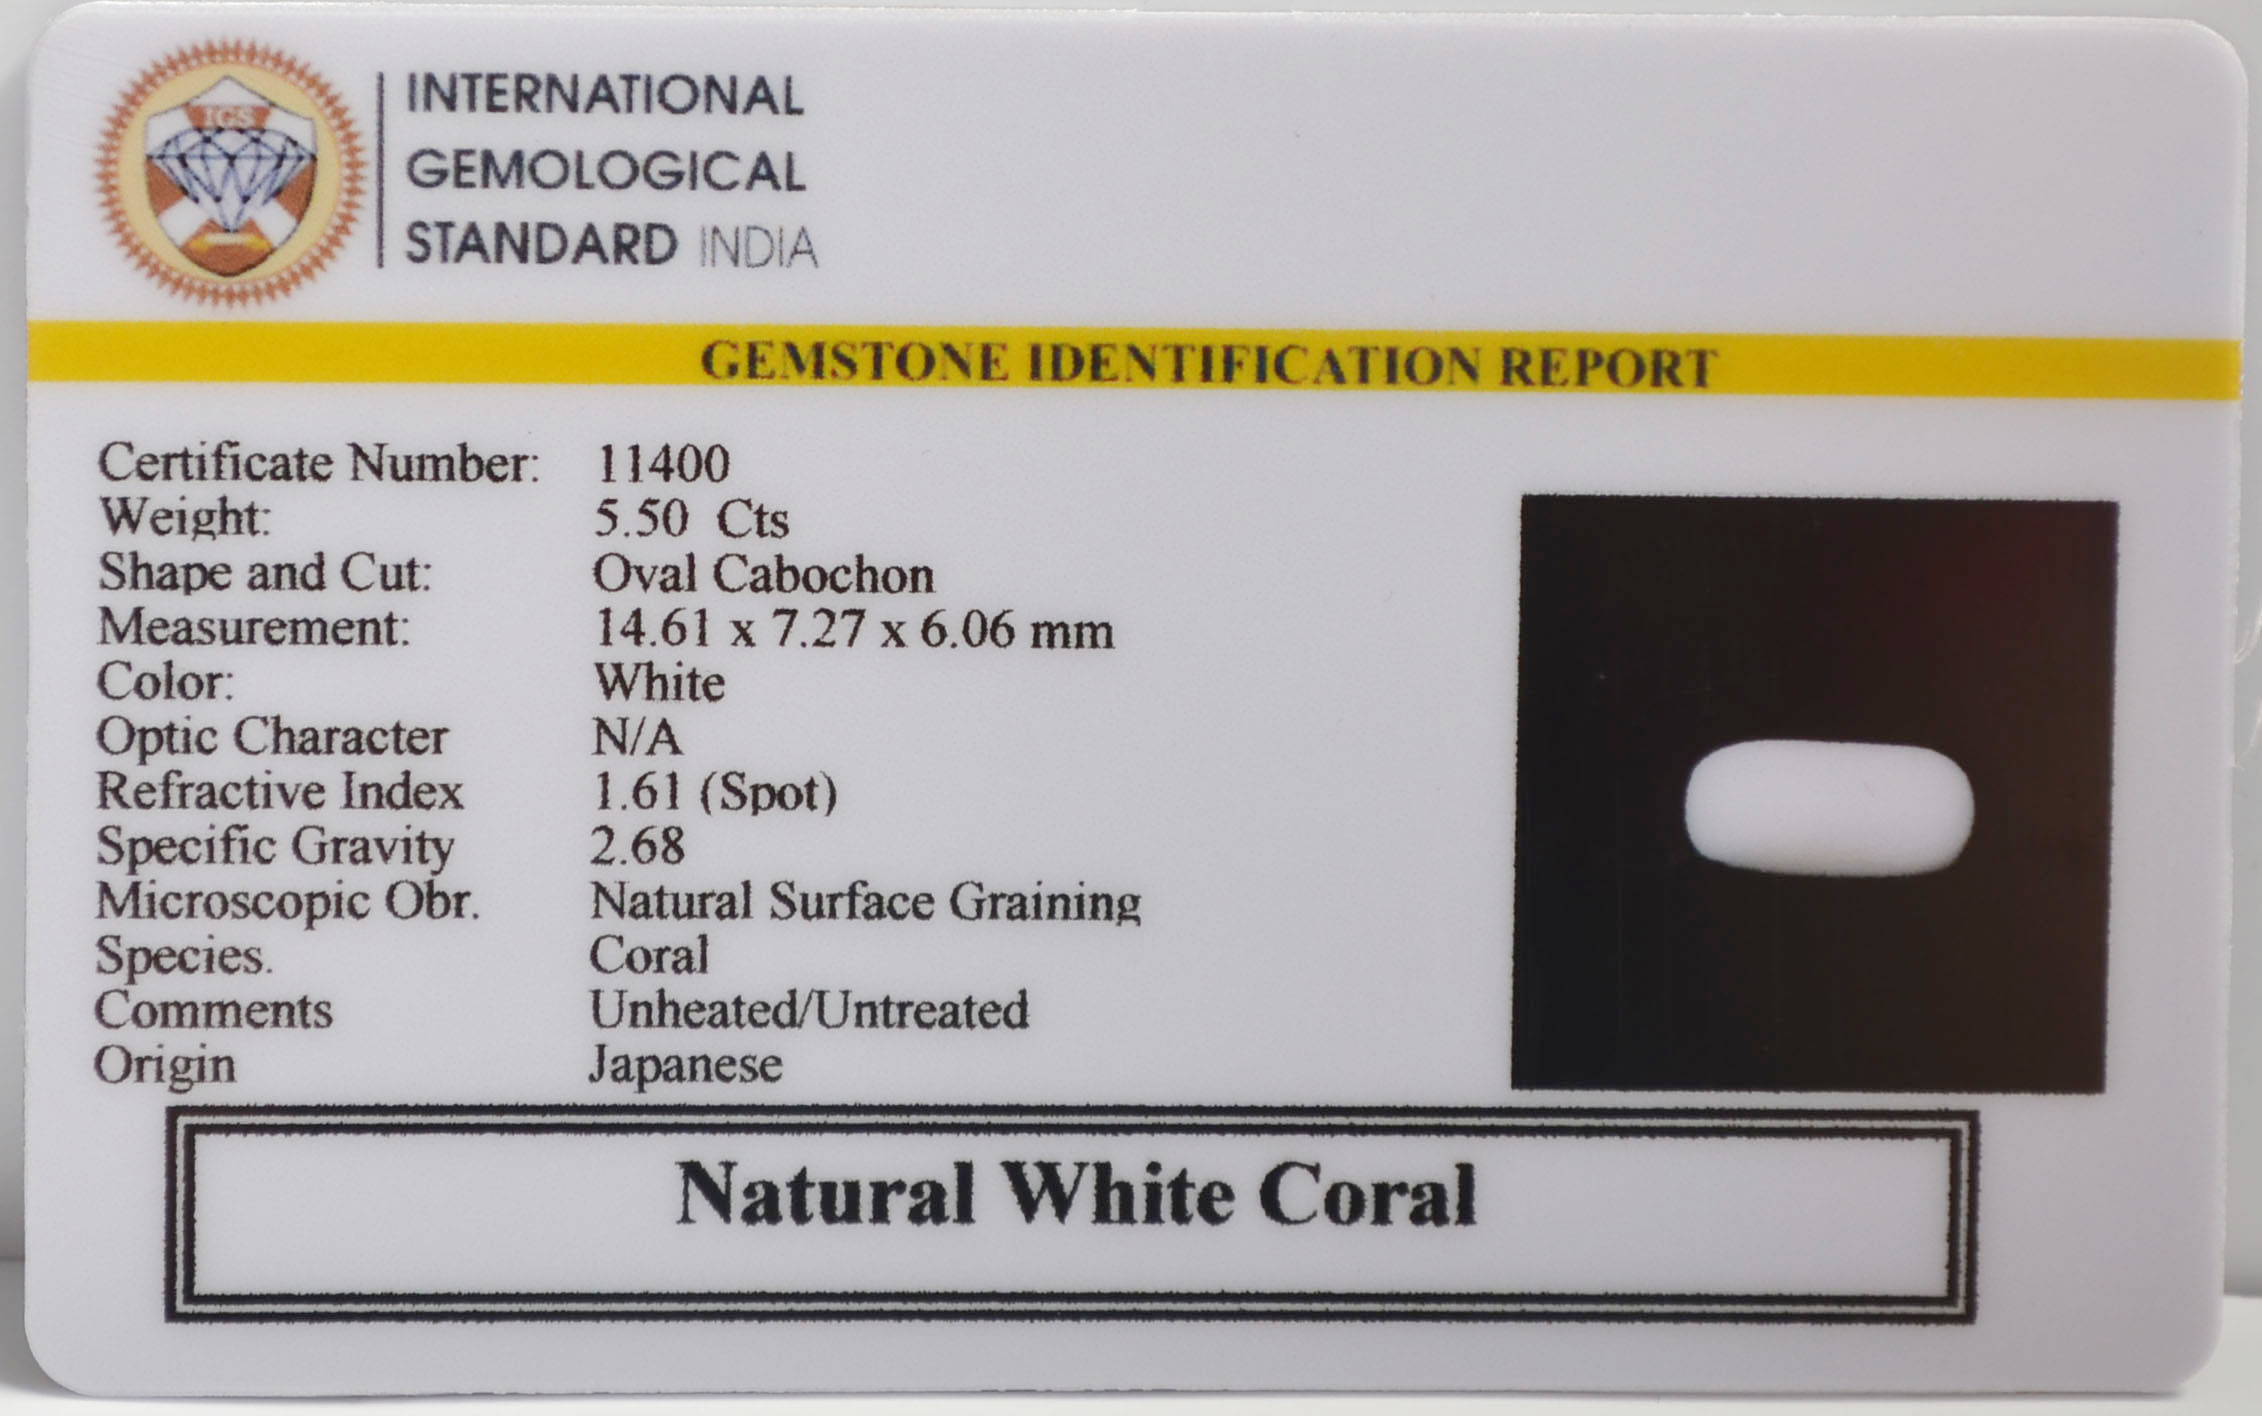 IGS
INTERNATIONAL
GEMOLOGICAL
STANDARD INDIA
GEMSTONE IDENTIFICATION REPORT
Certificate Number: 11400
Weight: 5.50 Cts
Shape and Cut: Oval Cabochon
Measurement: 14.61 x 7.27 x 6.06 mm
Color: White
Optic Character N/A
Refractive Index 1.61 (Spot)
Specific Gravity 2.68
Microscopic Obr. Natural Surface Graining
Species. Coral
Comments Unheated/Untreated
Origin Japanese
Natural White Coral